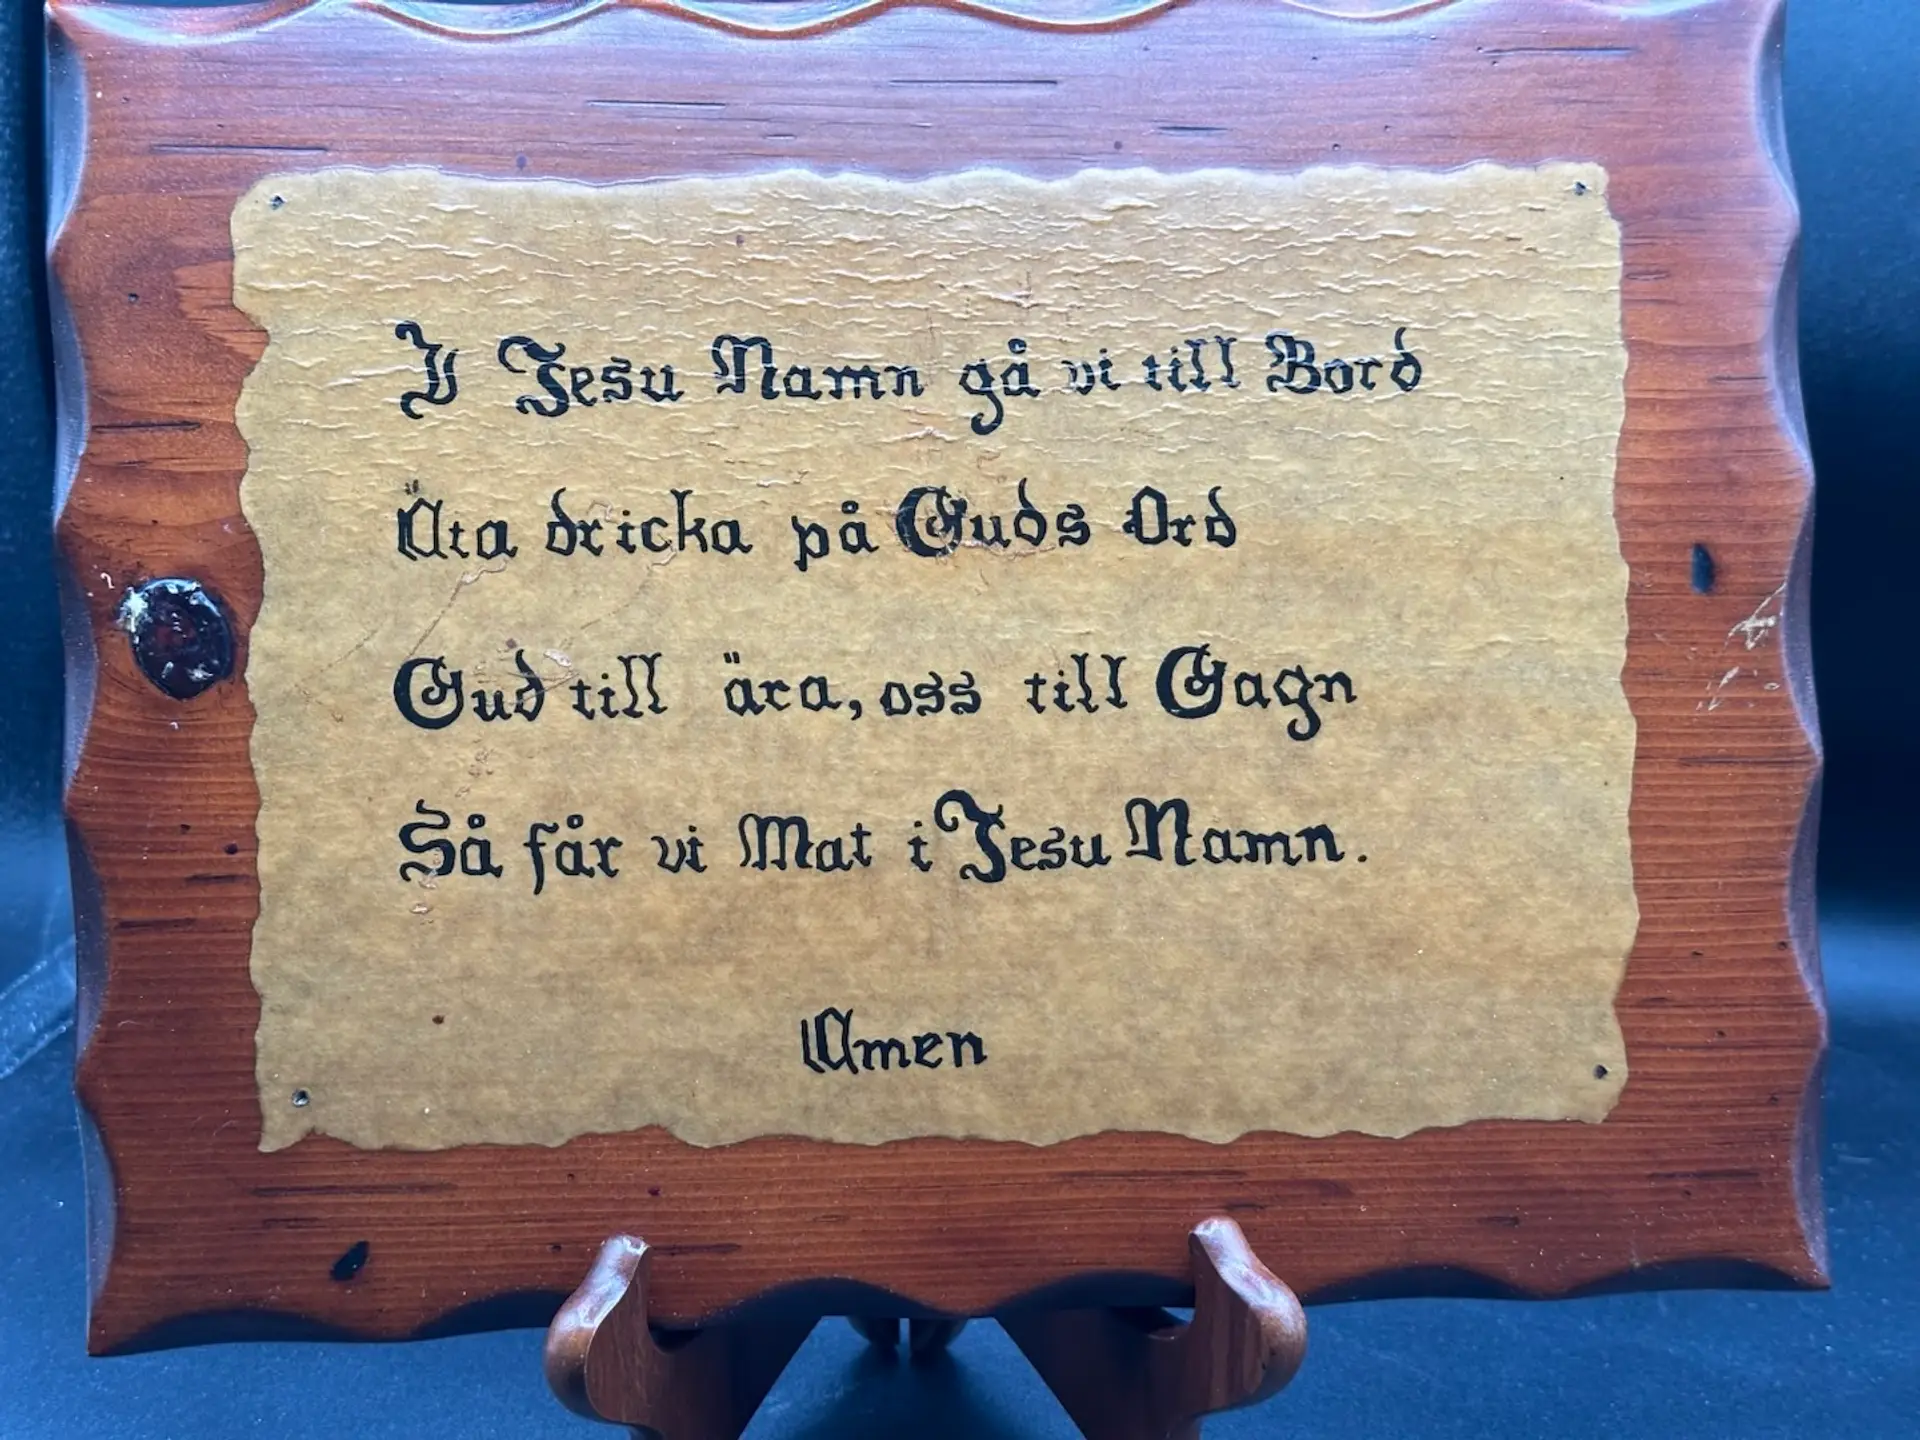 I Jesu Namn gå vi till Bord
Äta dricka på Guds Ord
Gud till ära, oss till Gagn
Så får vi Mat i Jesu Namn.
Amen